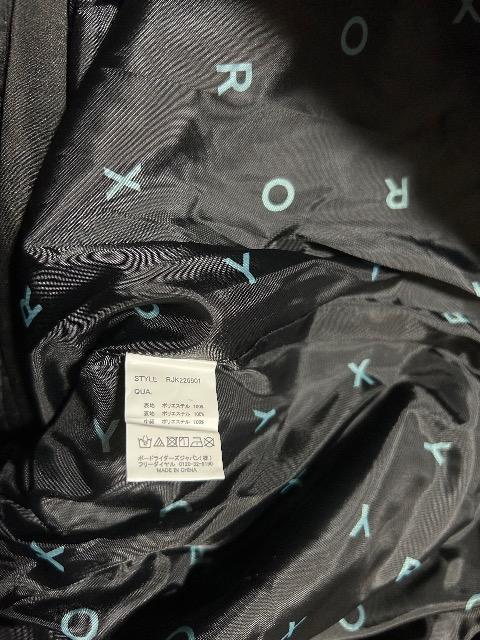 O
X
R
X
O
R
Y
R
Y
X
Y
Y
Y
X
O
STYLE RJK220901
QUA.
表地 ポリエステル 100%
裏地 ポリエステル 100%
中綿 ポリエステル 100%
ボードライダーズジャパン(株)
フリーダイヤル 0120-32-
MADE IN CHINA